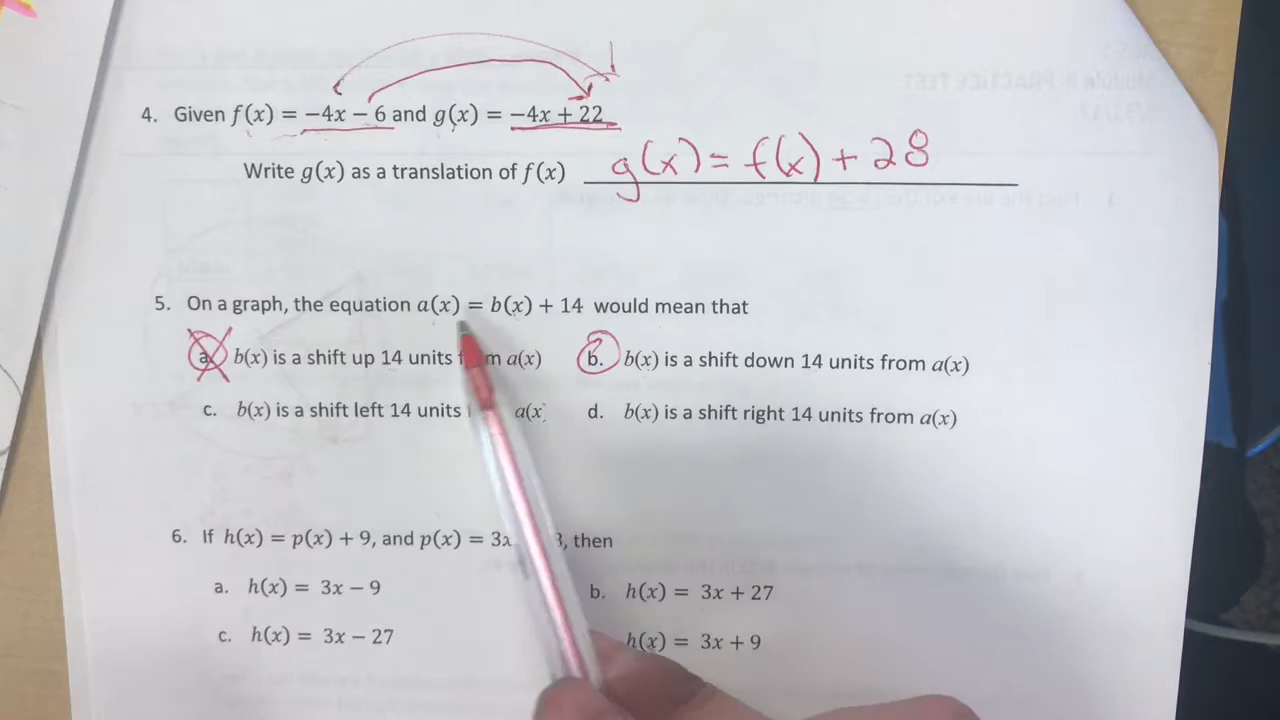 4. Given f(x) = −4x − 6 and g(x) = −4x + 22
Write g(x) as a translation of f(x) g(x) = f(x) + 28
5. On a graph, the equation a(x) = b(x) + 14 would mean that
a. b(x) is a shift up 14 units a(x)
b. b(x) is a shift down 14 units from a(x)
c. b(x) is a shift left 14 units a(x
d. b(x) is a shift right 14 units from a(x)
6. If h(x) = p(x) + 9, and p(x) = 3x , then
a. h(x) = 3x − 9
b. h(x) = 3x + 27
c. h(x) = 3x − 27
h(x) = 3x + 9